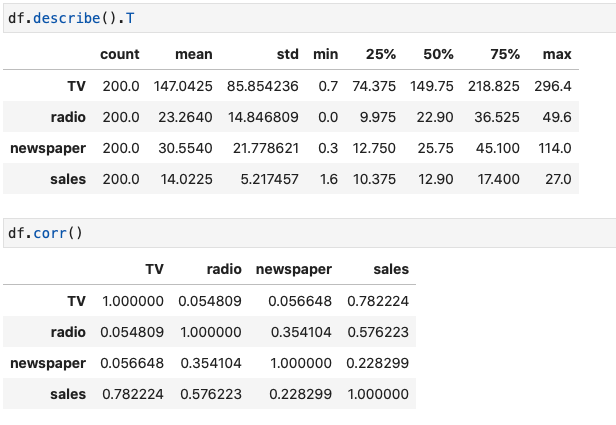 df.describe().T
count mean std min 25% 50% 75% max
TV 200.0 147.0425 85.854236 0.7 74.375 149.75 218.825 296.4
radio 200.0 23.2640 14.846809 0.0 9.975 22.90 36.525 49.6
newspaper 200.0 30.5540 21.778621 0.3 12.750 25.75 45.100 114.0
sales 200.0 14.0225 5.217457 1.6 10.375 12.90 17.400 27.0
df.corr()
TV radio newspaper sales
TV 1.000000 0.054809 0.056648 0.782224
radio 0.054809 1.000000 0.354104 0.576223
newspaper 0.056648 0.354104 1.000000 0.228299
sales 0.782224 0.576223 0.228299 1.000000